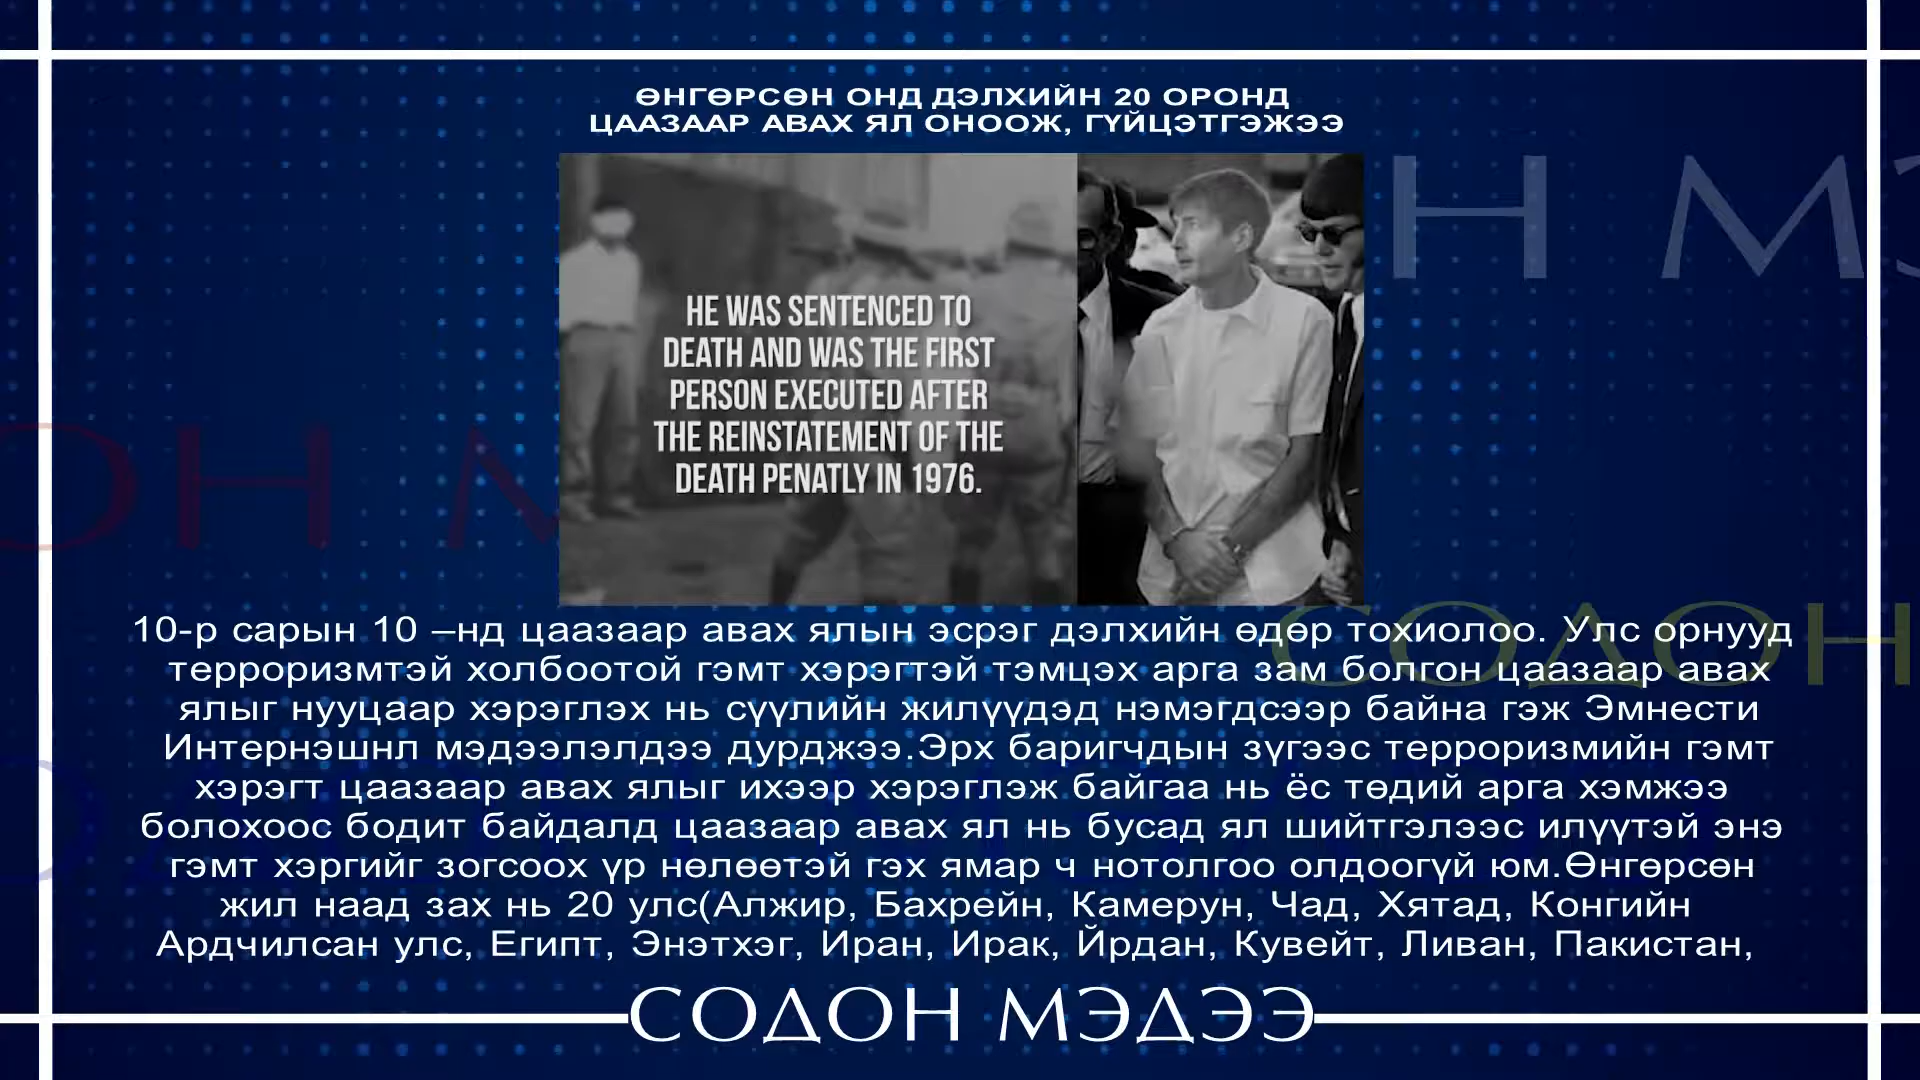 ӨНГӨРСӨН ОНД ДЭЛХИЙН 20 ОРОНД
ЦААЗААР АВАХ ЯЛ ОНООЖ, ГҮЙЦЭТГЭЖЭЭ
HE WAS SENTENCED TO
DEATH AND WAS THE FIRST
PERSON EXECUTED AFTER
THE REINSTATEMENT OF THE
DEATH PENATLY IN 1976.
Н МЭ
ОН М
СОДОН
10-р сарын 10 –нд цаазаар авах ялын эсрэг дэлхийн өдөр тохиолоо. Улс орнууд
терроризмтэй холбоотой гэмт хэрэгтэй тэмцэх арга зам болгон цаазаар авах
ялыг нууцаар хэрэглэх нь сүүлийн жилүүдэд нэмэгдсээр байна гэж Эмнести
Интернэшнл мэдээлэлдээ дурджээ.Эрх баригчдын зүгээс терроризмийн гэмт
хэрэгт цаазаар авах ялыг ихээр хэрэглэж байгаа нь ёс төдий арга хэмжээ
болохоос бодит байдалд цаазаар авах ял нь бусад ял шийтгэлээс илүүтэй энэ
гэмт хэргийг зогсоох үр нөлөөтэй гэх ямар ч нотолгоо олдоогүй юм.Өнгөрсөн
жил наад зах нь 20 улс(Алжир, Бахрейн, Камерун, Чад, Хятад, Конгийн
Ардчилсан улс, Египт, Энэтхэг, Иран, Ирак, Йрдан, Кувейт, Ливан, Пакистан,
СОДОН МЭДЭЭ